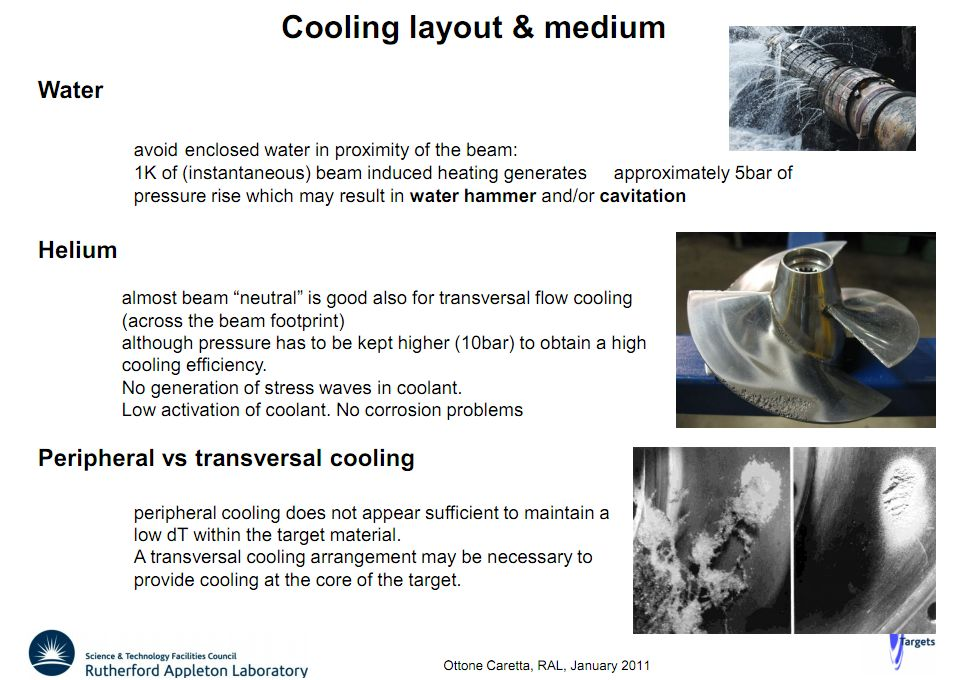 Cooling layout & medium
Water
avoid enclosed water in proximity of the beam:
1K of (instantaneous) beam induced heating generates approximately 5bar of
pressure rise which may result in water hammer and/or cavitation
Helium
almost beam “neutral” is good also for transversal flow cooling
(across the beam footprint)
although pressure has to be kept higher (10bar) to obtain a high
cooling efficiency.
No generation of stress waves in coolant.
Low activation of coolant. No corrosion problems
Peripheral vs transversal cooling
peripheral cooling does not appear sufficient to maintain a
low dT within the target material.
A transversal cooling arrangement may be necessary to
provide cooling at the core of the target.
Science & Technology Facilities Council
Rutherford Appleton Laboratory
Ottone Caretta, RAL, January 2011
Targets